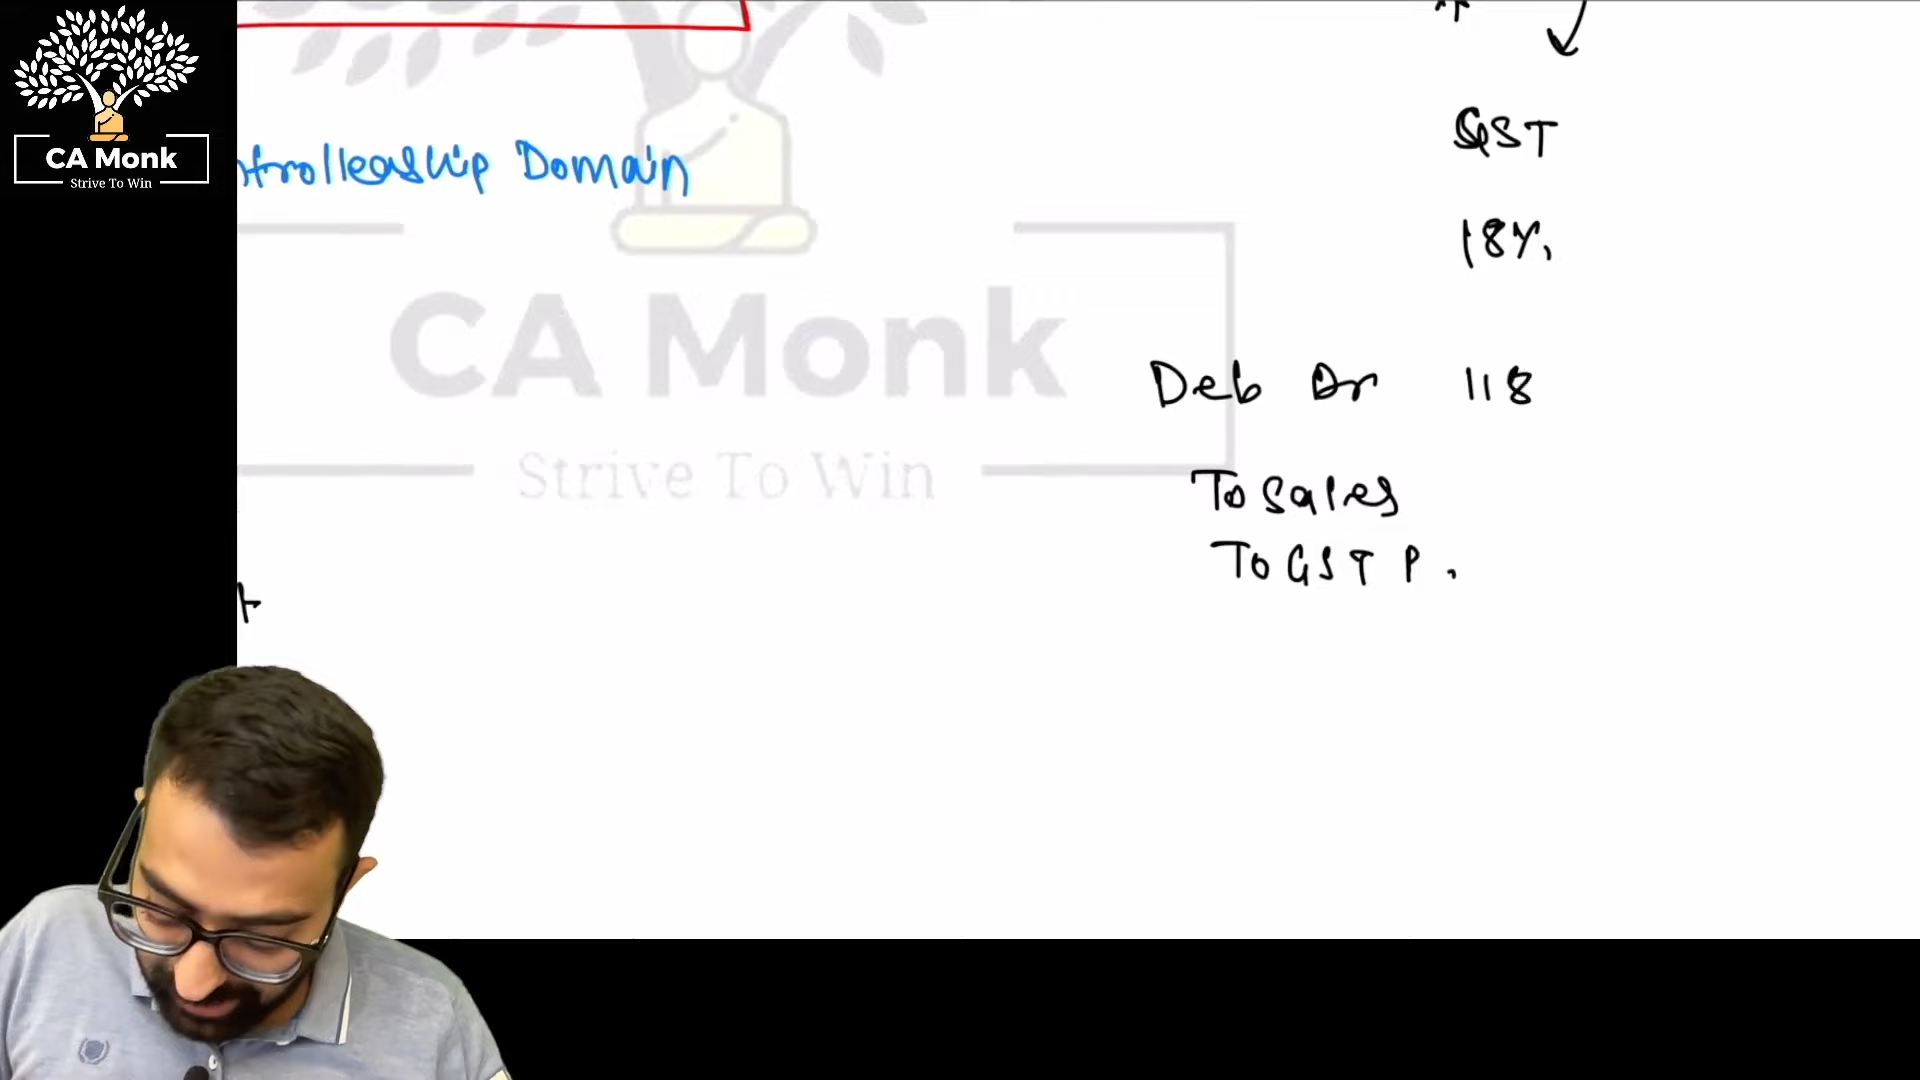 CA Monk
Strive To Win
ntrollership Domain
GST
18%
CA Monk
Strive To Win
Deb Dr 118
To Sales
To GST P.